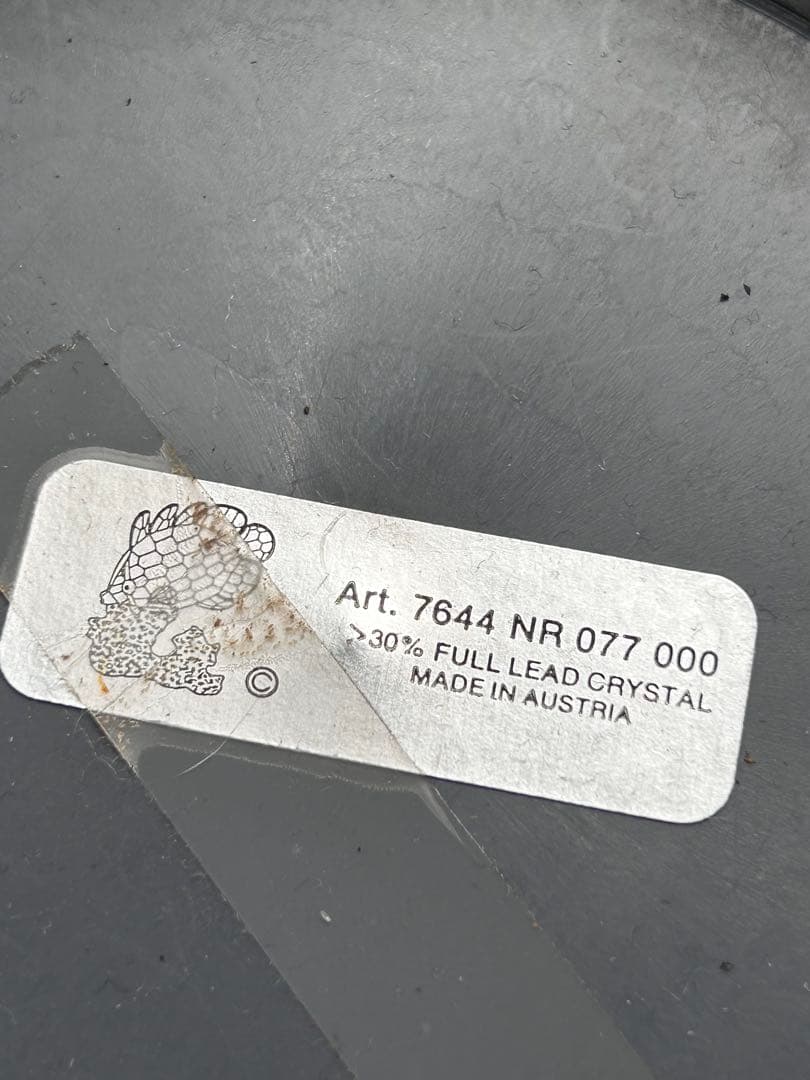 Art. 7644 NR 077 000
>30% FULL LEAD CRYSTAL
MADE IN AUSTRIA
©